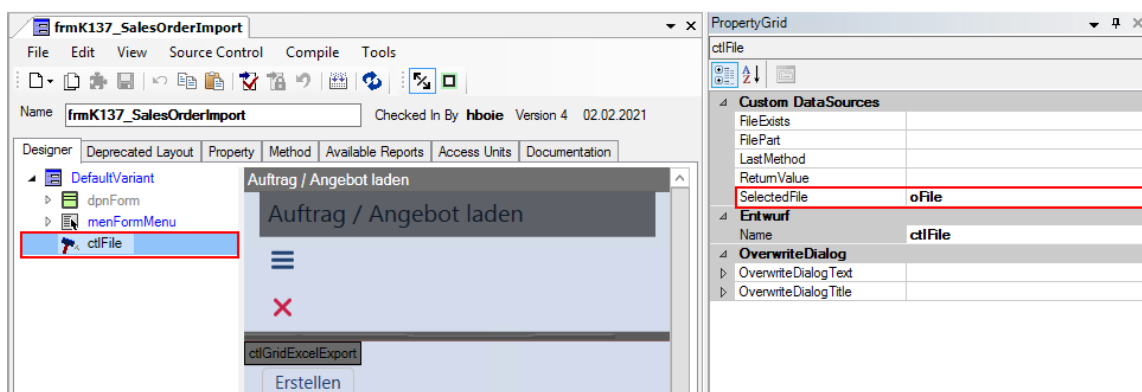 frmK137_SalesOrderImport
File Edit View Source Control Compile Tools
Name frmK137_SalesOrderImport Checked In By hboie Version 4 02.02.2021
Designer Deprecated Layout Property Method Available Reports Access Units Documentation
DefaultVariant
dpnForm
menFormMenu
ctlFile
Auftrag / Angebot laden
Auftrag / Angebot laden
ctlGridExcelExport
Erstellen
PropertyGrid
ctlFile
Custom DataSources
FileExists
FilePart
LastMethod
ReturnValue
SelectedFile oFile
Entwurf
Name ctlFile
OverwriteDialog
OverwriteDialogText
OverwriteDialogTitle